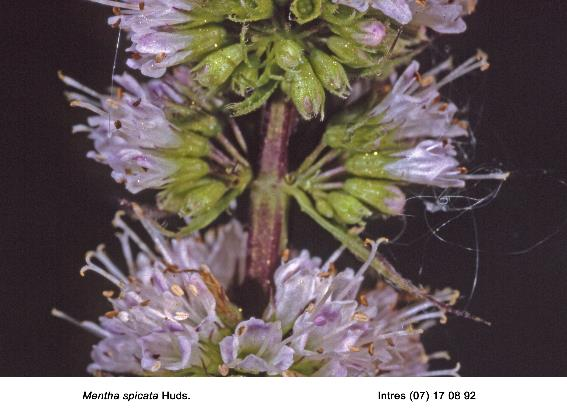 Mentha spicata Huds. Intres (07) 17 08 92